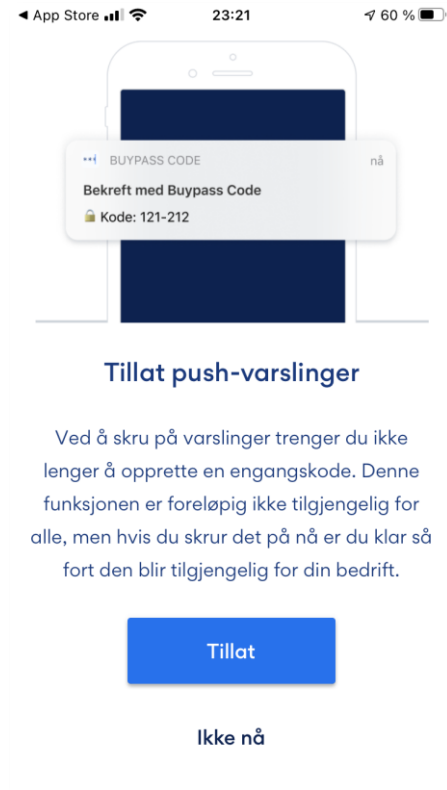 ◀ App Store 23:21 60 %
BUYPASS CODE nå
Bekreft med Buypass Code
🔒 Kode: 121-212
Tillat push-varslinger
Ved å skru på varslinger trenger du ikke
lenger å opprette en engangskode. Denne
funksjonen er foreløpig ikke tilgjengelig for
alle, men hvis du skrur det på nå er du klar så
fort den blir tilgjengelig for din bedrift.
Tillat
Ikke nå